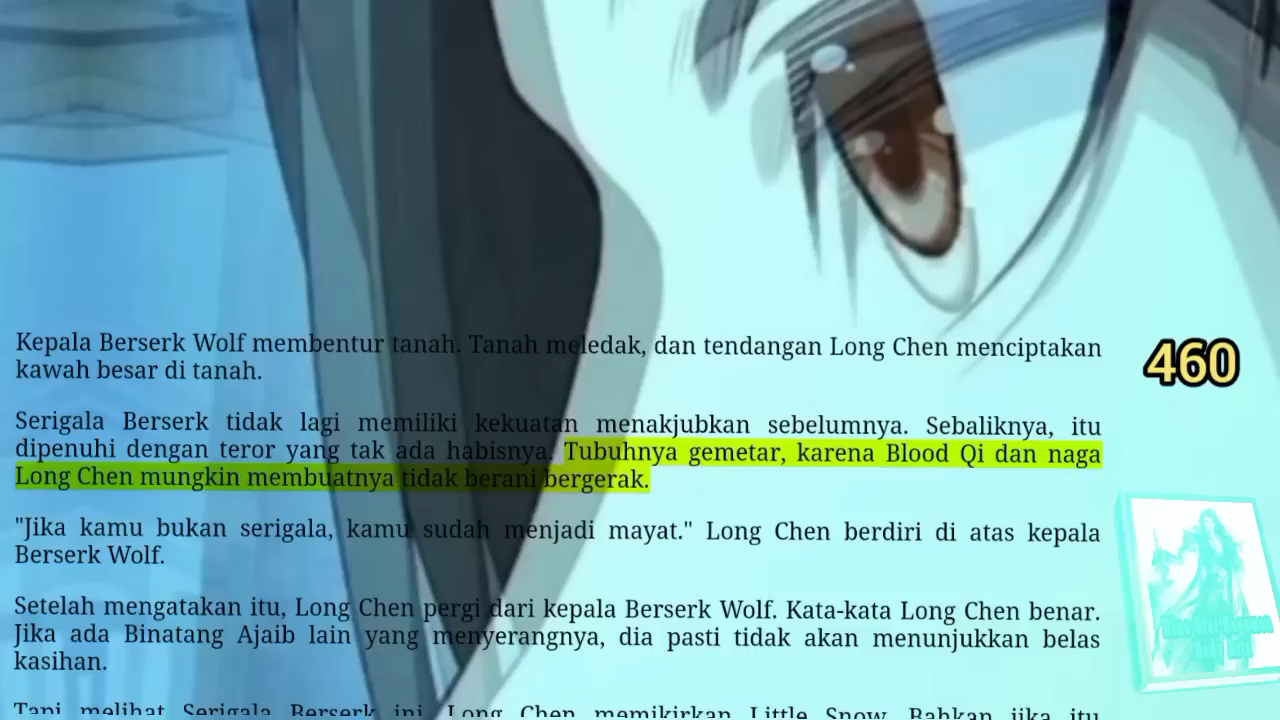 Kepala Berserk Wolf membentur tanah. Tanah meledak, dan tendangan Long Chen menciptakan
kawah besar di tanah.
460
Serigala Berserk tidak lagi memiliki kekuatan menakjubkan sebelumnya. Sebaliknya, itu
dipenuhi dengan teror yang tak ada habisnya. Tubuhnya gemetar, karena Blood Qi dan naga
Long Chen mungkin membuatnya tidak berani bergerak.
"Jika kamu bukan serigala, kamu sudah menjadi mayat." Long Chen berdiri di atas kepala
Berserk Wolf.
Setelah mengatakan itu, Long Chen pergi dari kepala Berserk Wolf. Kata-kata Long Chen benar.
Jika ada Binatang Ajaib lain yang menyerangnya, dia pasti tidak akan menunjukkan belas
kasihan.
Tapi melihat Serigala Berserk ini, Long Chen memikirkan Little Snow. Bahkan jika itu
Nine Star Hegemon
Body Arts